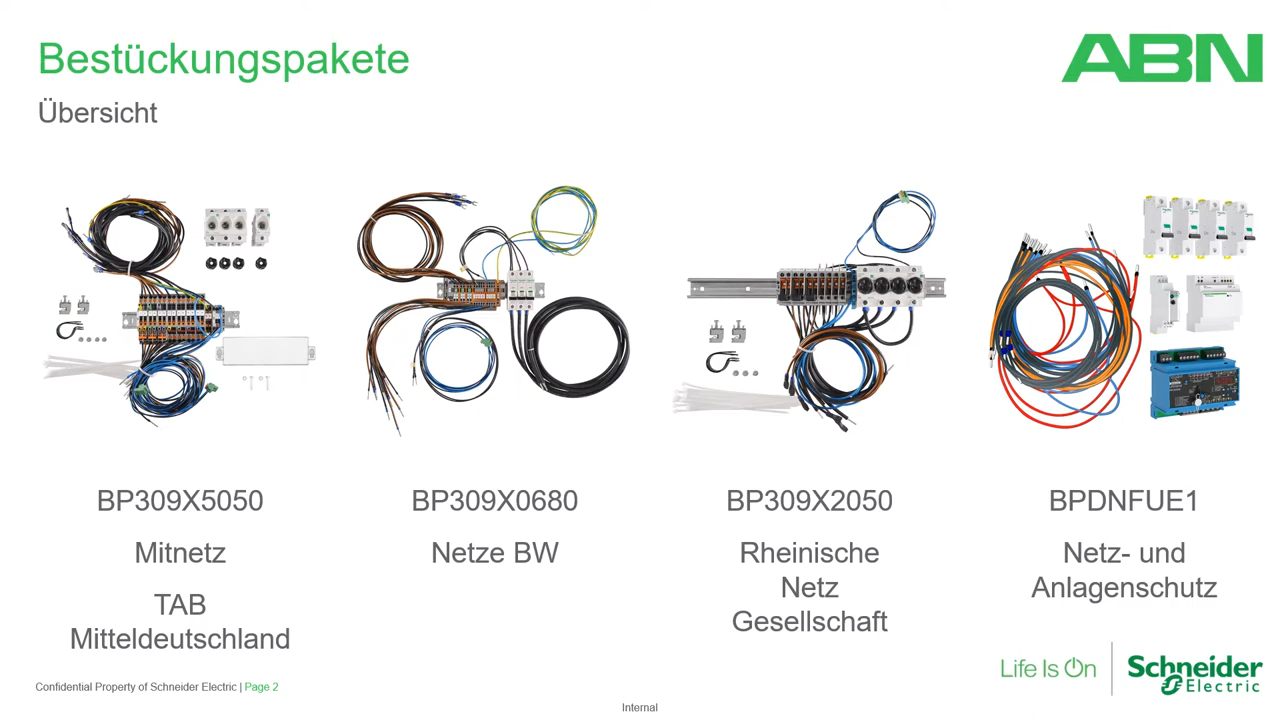 Bestückungspakete
ABN
Übersicht
BP309X5050
Mitnetz
TAB
Mitteldeutschland
BP309X0680
Netze BW
BP309X2050
Rheinische
Netz
Gesellschaft
BPDNFUE1
Netz- und
Anlagenschutz
Confidential Property of Schneider Electric | Page 2
Internal
Life Is On
Schneider
Electric